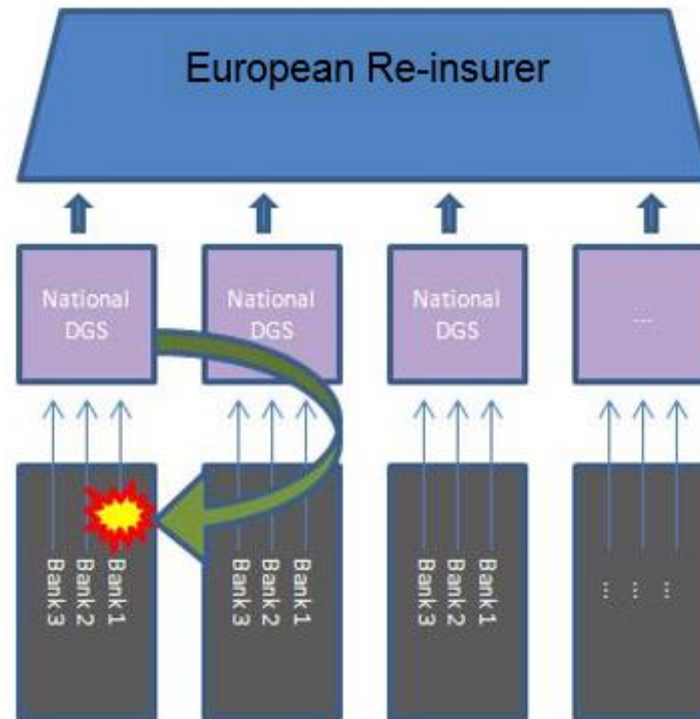 European Re-insurer
National
DGS
National
DGS
National
DGS
...
Bank 1
Bank 2
Bank 3
Bank 1
Bank 2
Bank 3
Bank 1
Bank 2
Bank 3
...
...
...